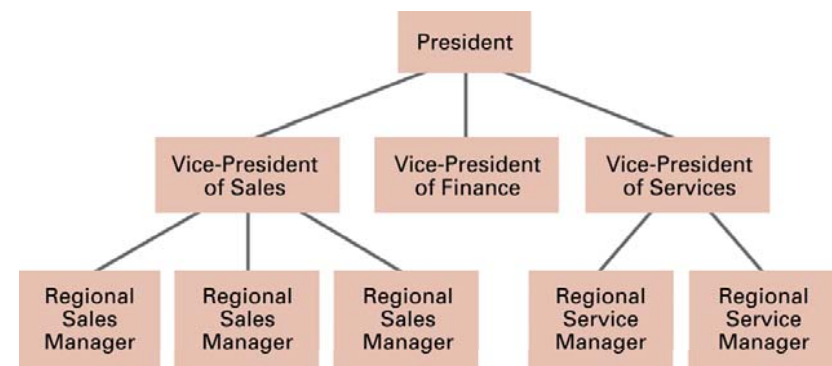 President
Vice-President
of Sales
Vice-President
of Finance
Vice-President
of Services
Regional
Sales
Manager
Regional
Sales
Manager
Regional
Sales
Manager
Regional
Service
Manager
Regional
Service
Manager